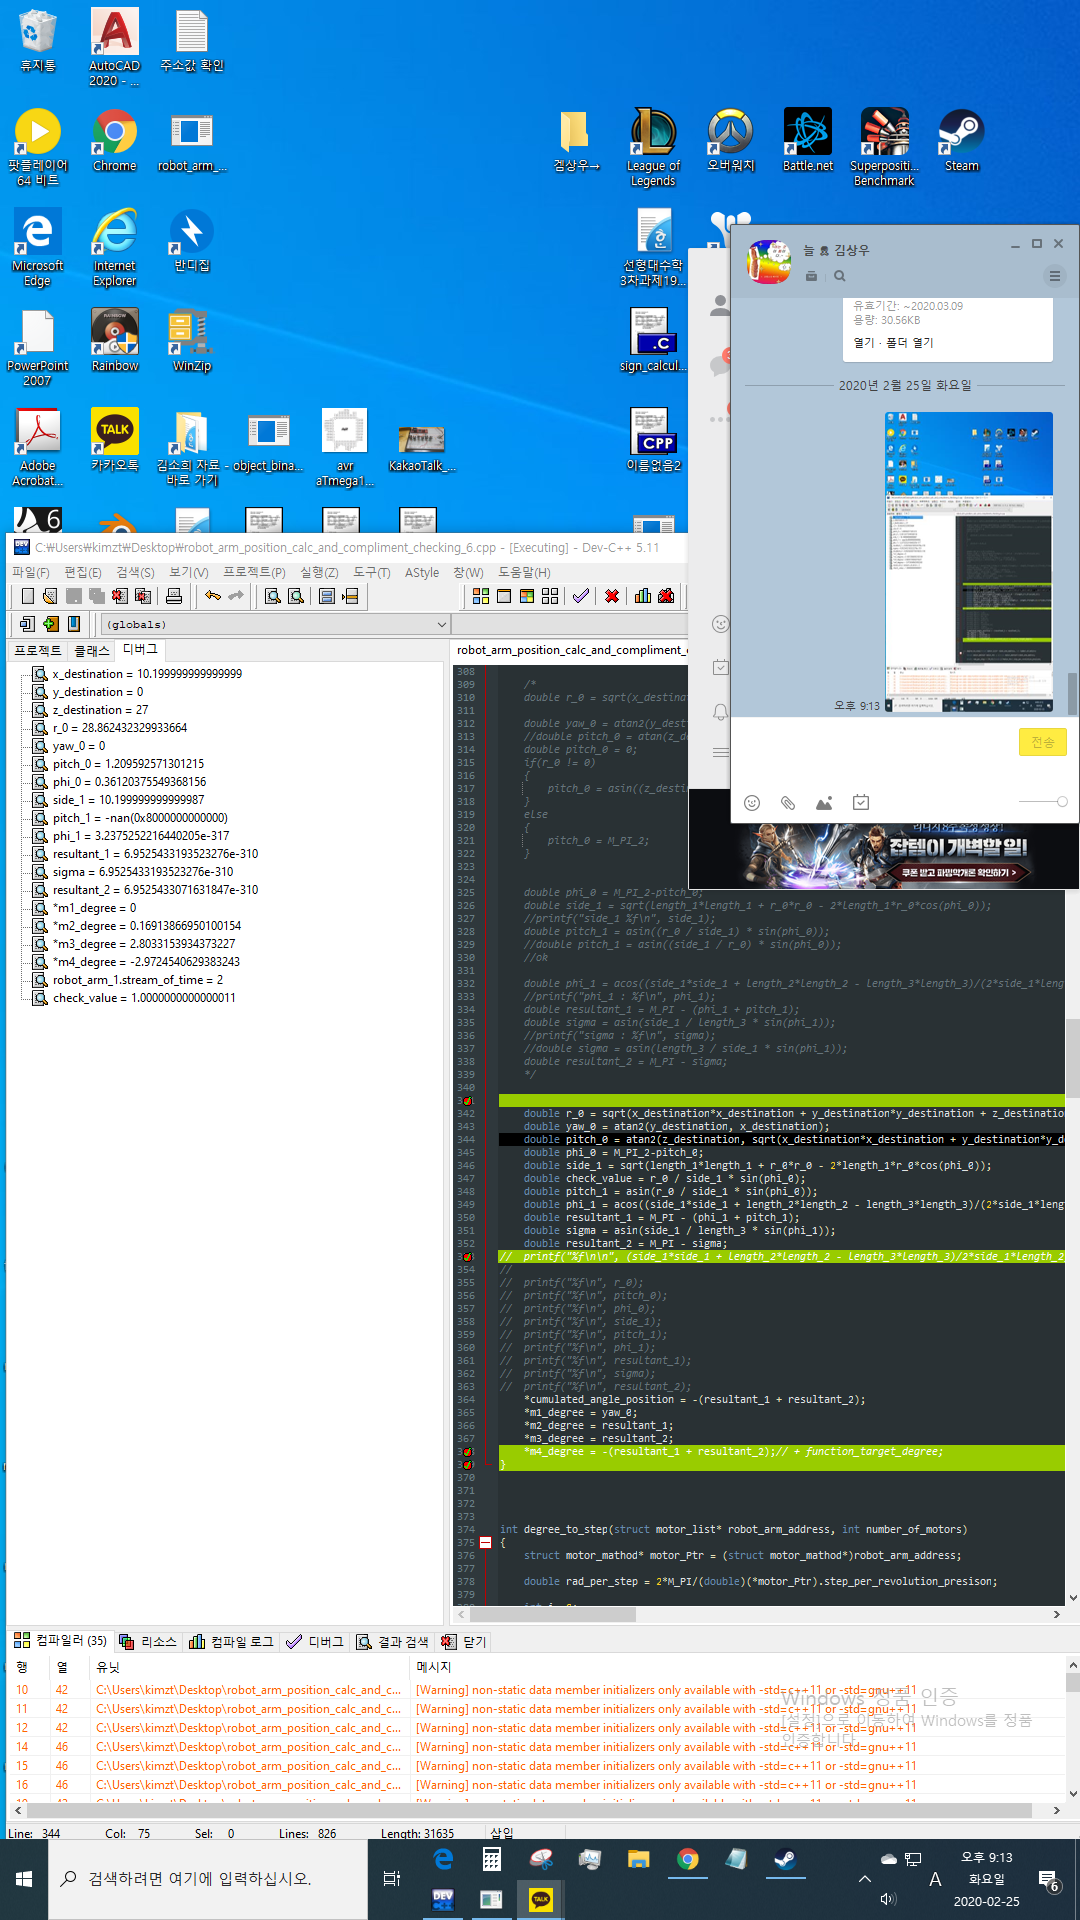 휴지통
AutoCAD
2020 - ...
주소값 확인
팟플레이어
64 비트
Chrome
robot_arm_...
겜상우→
League of
Legends
오버워치
Battle.net
Superpositi...
Benchmark
Steam
Microsoft
Edge
Internet
Explorer
반디집
선형대수학
3차과제19...
PowerPoint
2007
Rainbow
WinZip
sign_calcul...
Adobe
Acrobat...
카카오톡
김소희 자료 -
바로 가기
object_bina...
avr
aTmega1...
KakaoTalk_...
이름없음2
늘 흥 김상우
유효기간: ~2020.03.09
용량: 30.56KB
열기 · 폴더 열기
2020년 2월 25일 화요일
오후 9:13
전송
잡템이 개벽할 일!
쿠폰 받고 파밍막개론 확인하기 >
C:₩Users₩kimzt₩Desktop₩robot_arm_position_calc_and_compliment_checking_6.cpp - [Executing] - Dev-C++ 5.11
파일(F) 편집(E) 검색(S) 보기(V) 프로젝트(P) 실행(Z) 도구(T) AStyle 창(W) 도움말(H)
(globals)
프로젝트 클래스 디버그
x_destination = 10.199999999999999
y_destination = 0
z_destination = 27
r_0 = 28.862432329933664
yaw_0 = 0
pitch_0 = 1.209592571301215
phi_0 = 0.36120375549368156
side_1 = 10.199999999999987
pitch_1 = -nan(0x8000000000000)
phi_1 = 3.2375252216440205e-317
resultant_1 = 6.9525433193523276e-310
sigma = 6.9525433193523276e-310
resultant_2 = 6.9525433071631847e-310
*m1_degree = 0
*m2_degree = 0.16913866950100154
*m3_degree = 2.8033153934373227
*m4_degree = -2.9724540629383243
robot_arm_1.stream_of_time = 2
check_value = 1.0000000000000011
robot_arm_position_calc_and_compliment_c
308
309 /*
310 double r_0 = sqrt(x_destina
311
312 double yaw_0 = atan2(y_dest
313 //double pitch_0 = atan(z_de
314 double pitch_0 = 0;
315 if(r_0 != 0)
316 {
317 pitch_0 = asin((z_destin
318 }
319 else
320 {
321 pitch_0 = M_PI_2;
322 }
323
324
325 double phi_0 = M_PI_2-pitch_0;
326 double side_1 = sqrt(length_1*length_1 + r_0*r_0 - 2*length_1*r_0*cos(phi_0));
327 //printf("side_1 %f\n", side_1);
328 double pitch_1 = asin((r_0 / side_1) * sin(phi_0));
329 //double pitch_1 = asin((side_1 / r_0) * sin(phi_0));
330 //ok
331
332 double phi_1 = acos((side_1*side_1 + length_2*length_2 - length_3*length_3)/(2*side_1*leng
333 //printf("phi_1 : %f\n", phi_1);
334 double resultant_1 = M_PI - (phi_1 + pitch_1);
335 double sigma = asin(side_1 / length_3 * sin(phi_1));
336 //printf("sigma : %f\n", sigma);
337 //double sigma = asin(length_3 / side_1 * sin(phi_1));
338 double resultant_2 = M_PI - sigma;
339 */
340
342 double r_0 = sqrt(x_destination*x_destination + y_destination*y_destination + z_destinatio
343 double yaw_0 = atan2(y_destination, x_destination);
344 double pitch_0 = atan2(z_destination, sqrt(x_destination*x_destination + y_destination*y_d
345 double phi_0 = M_PI_2-pitch_0;
346 double side_1 = sqrt(length_1*length_1 + r_0*r_0 - 2*length_1*r_0*cos(phi_0));
347 double check_value = r_0 / side_1 * sin(phi_0);
348 double pitch_1 = asin(r_0 / side_1 * sin(phi_0));
349 double phi_1 = acos((side_1*side_1 + length_2*length_2 - length_3*length_3)/(2*side_1*leng
350 double resultant_1 = M_PI - (phi_1 + pitch_1);
351 double sigma = asin(side_1 / length_3 * sin(phi_1));
352 double resultant_2 = M_PI - sigma;
// printf("%f\n\n", (side_1*side_1 + length_2*length_2 - length_3*length_3)/2*side_1*length_2
354 //
355 // printf("%f\n", r_0);
356 // printf("%f\n", pitch_0);
357 // printf("%f\n", phi_0);
358 // printf("%f\n", side_1);
359 // printf("%f\n", pitch_1);
360 // printf("%f\n", phi_1);
361 // printf("%f\n", resultant_1);
362 // printf("%f\n", sigma);
363 // printf("%f\n", resultant_2);
364 *cumulated_angle_position = -(resultant_1 + resultant_2);
365 *m1_degree = yaw_0;
366 *m2_degree = resultant_1;
367 *m3_degree = resultant_2;
*m4_degree = -(resultant_1 + resultant_2);// + function_target_degree;
}
370
371
372
373
374 int degree_to_step(struct motor_list* robot_arm_address, int number_of_motors)
375 {
376 struct motor_mathod* motor_Ptr = (struct motor_mathod*)robot_arm_address;
377
378 double rad_per_step = 2*M_PI/(double)(*motor_Ptr).step_per_revolution_presison;
379
컴파일러 (35) 리소스 컴파일 로그 디버그 결과 검색 닫기
행 열 유닛 메시지
10 42 C:\Users\kimzt\Desktop\robot_arm_position_calc_and_c... [Warning] non-static data member initializers only available with -std=c++11 or -std=gnu++11
11 42 C:\Users\kimzt\Desktop\robot_arm_position_calc_and_c... [Warning] non-static data member initializers only available with -std=c++11 or -std=gnu++11
12 42 C:\Users\kimzt\Desktop\robot_arm_position_calc_and_c... [Warning] non-static data member initializers only available with -std=c++11 or -std=gnu++11
14 46 C:\Users\kimzt\Desktop\robot_arm_position_calc_and_c... [Warning] non-static data member initializers only available with -std=c++11 or -std=gnu++11
15 46 C:\Users\kimzt\Desktop\robot_arm_position_calc_and_c... [Warning] non-static data member initializers only available with -std=c++11 or -std=gnu++11
16 46 C:\Users\kimzt\Desktop\robot_arm_position_calc_and_c... [Warning] non-static data member initializers only available with -std=c++11 or -std=gnu++11
Windows 정품 인증
[설정]으로 이동하여 Windows를 정품
인증합니다.
Line: 344 Col: 75 Sel: 0 Lines: 826 Length: 31635 삽입
검색하려면 여기에 입력하십시오.
A
오후 9:13
화요일
2020-02-25
6